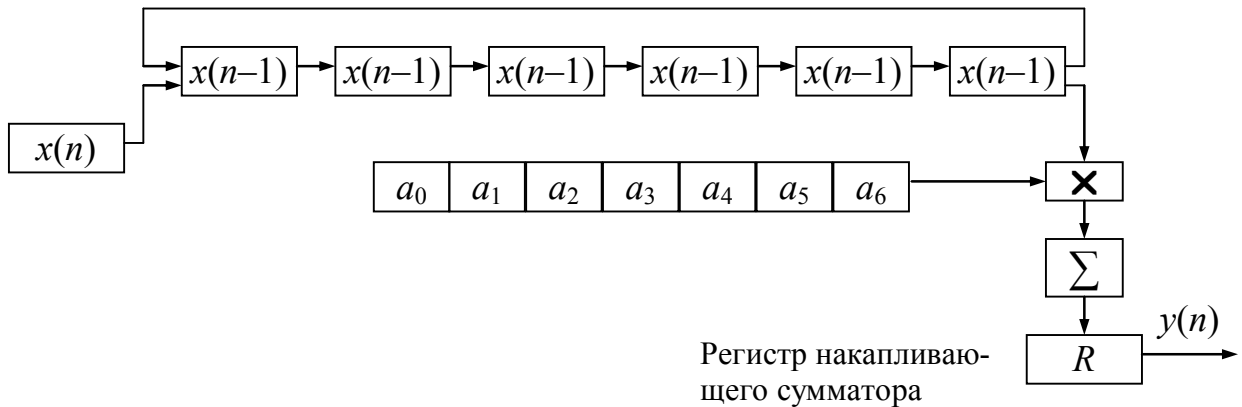 x(n–1) x(n–1) x(n–1) x(n–1) x(n–1) x(n–1)
x(n)
a₀ a₁ a₂ a₃ a₄ a₅ a₆ ×
∑
y(n)
Регистр накапливаю-
щего сумматора
R